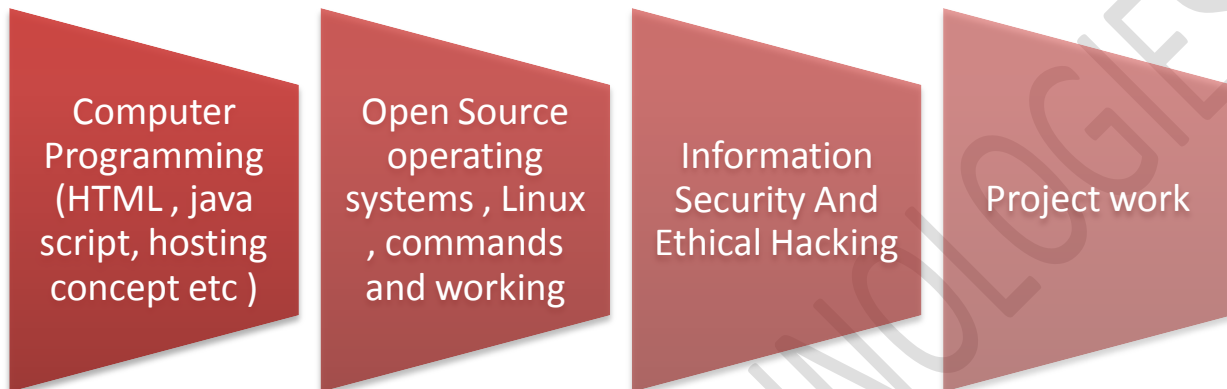 Computer
Programming
(HTML , java
script, hosting
concept etc )
Open Source
operating
systems , Linux
, commands
and working
Information
Security And
Ethical Hacking
Project work
NOLOGIES